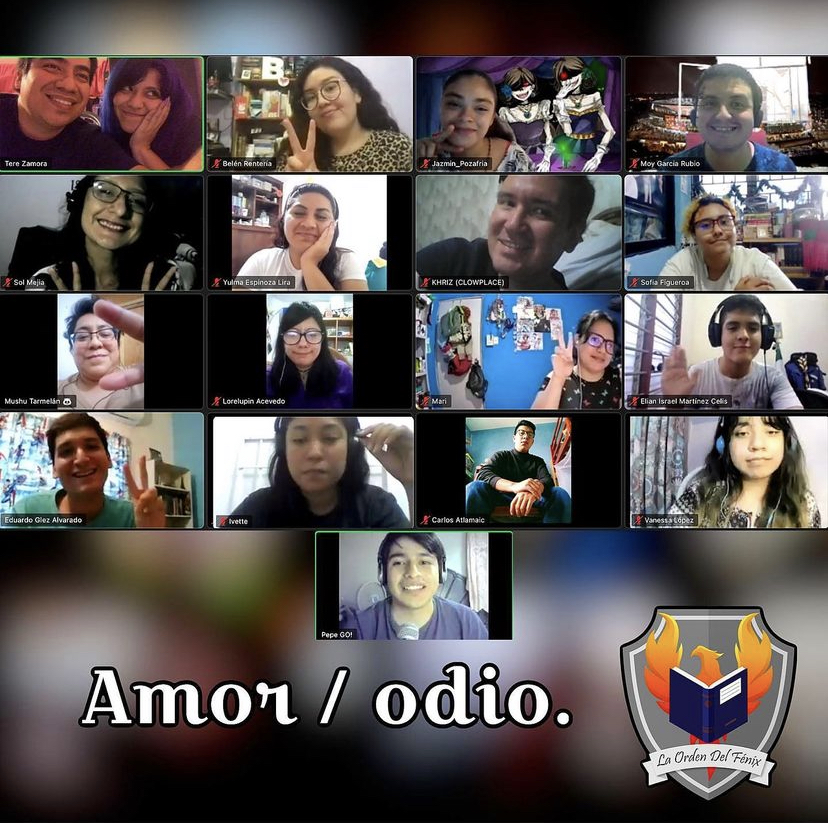 Tere Zamora
Belén Rentería
Jazmin_Pozafria
Moy García Rubio
Sol Mejía
Yulma Espinoza Lira
KHRIZ (CLOWPLACE)
Sofía Figueroa
Mushu Tarmelán
Lorelupin Acevedo
Mari
Elian Israel Martínez Celis
Eduardo Glez Alvarado
Ivette
Carlos Atlamaic
Vanessa López
Pepe GO!
Amor / odio.
La Orden Del Fénix